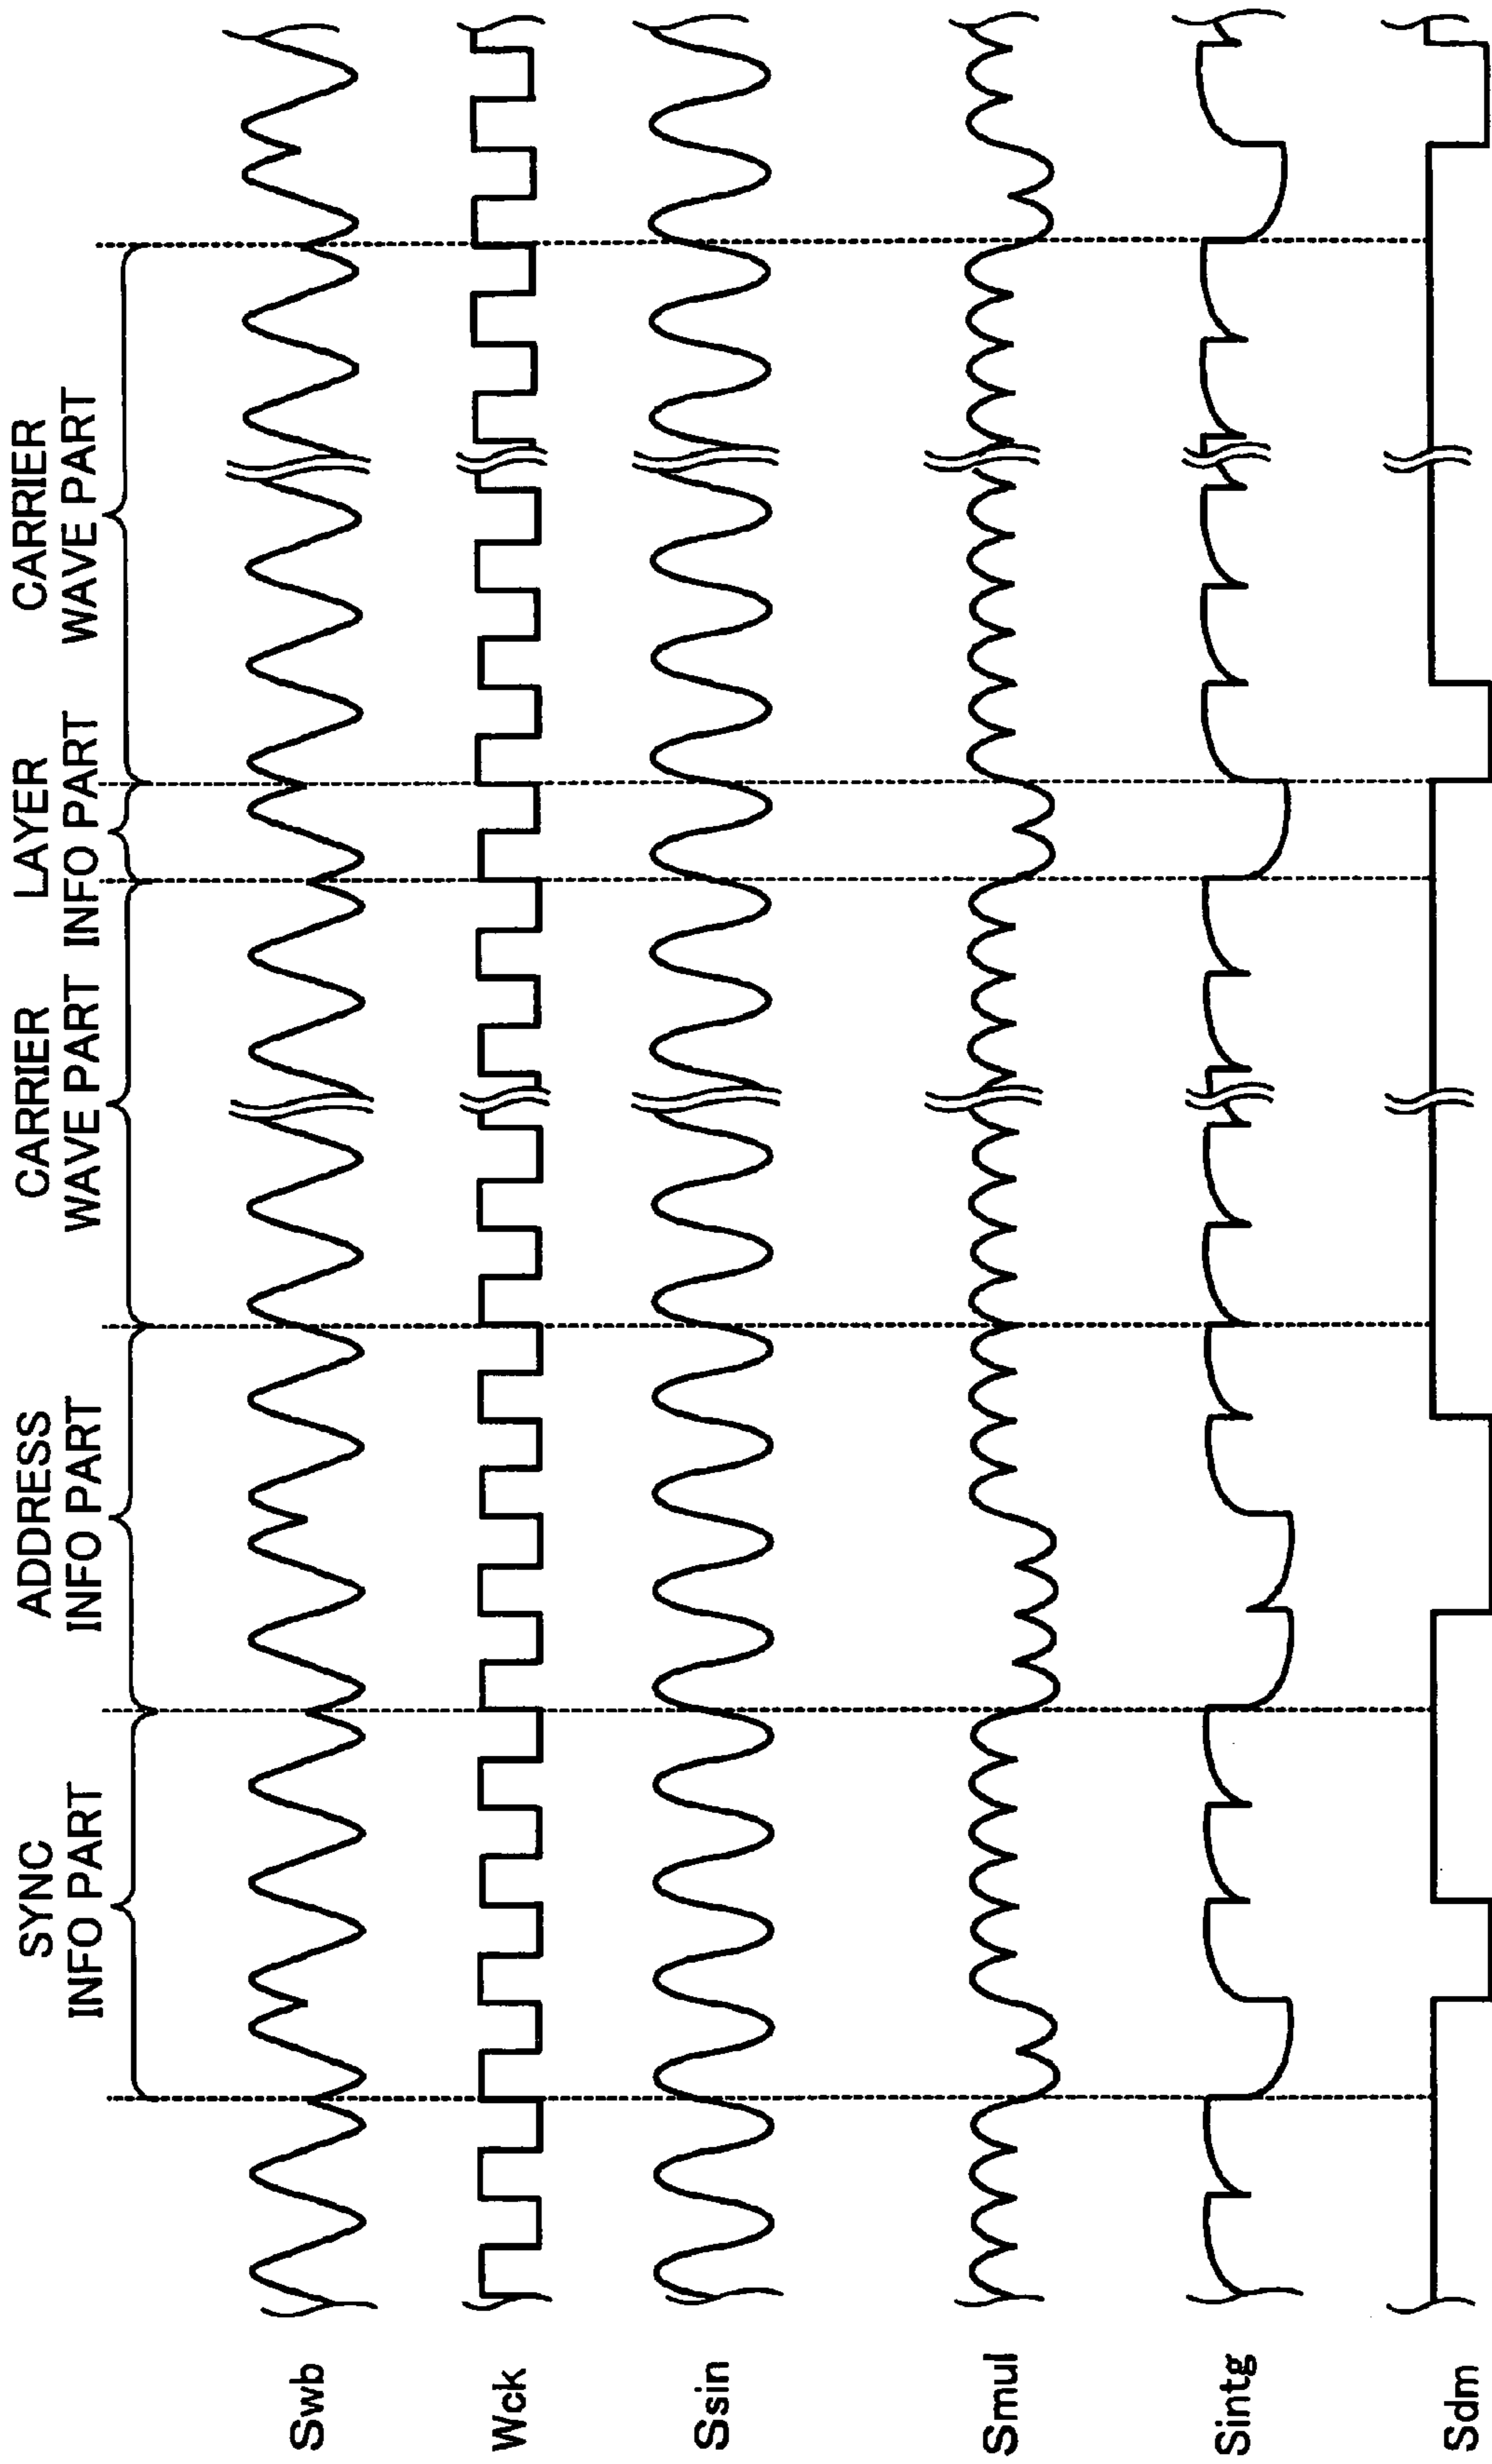 SYNC
INFO PART
ADDRESS
INFO PART
CARRIER
WAVE PART
LAYER
INFO PART
CARRIER
WAVE PART
Swb
Wck
Ssin
Smul
Sintg
Sdm